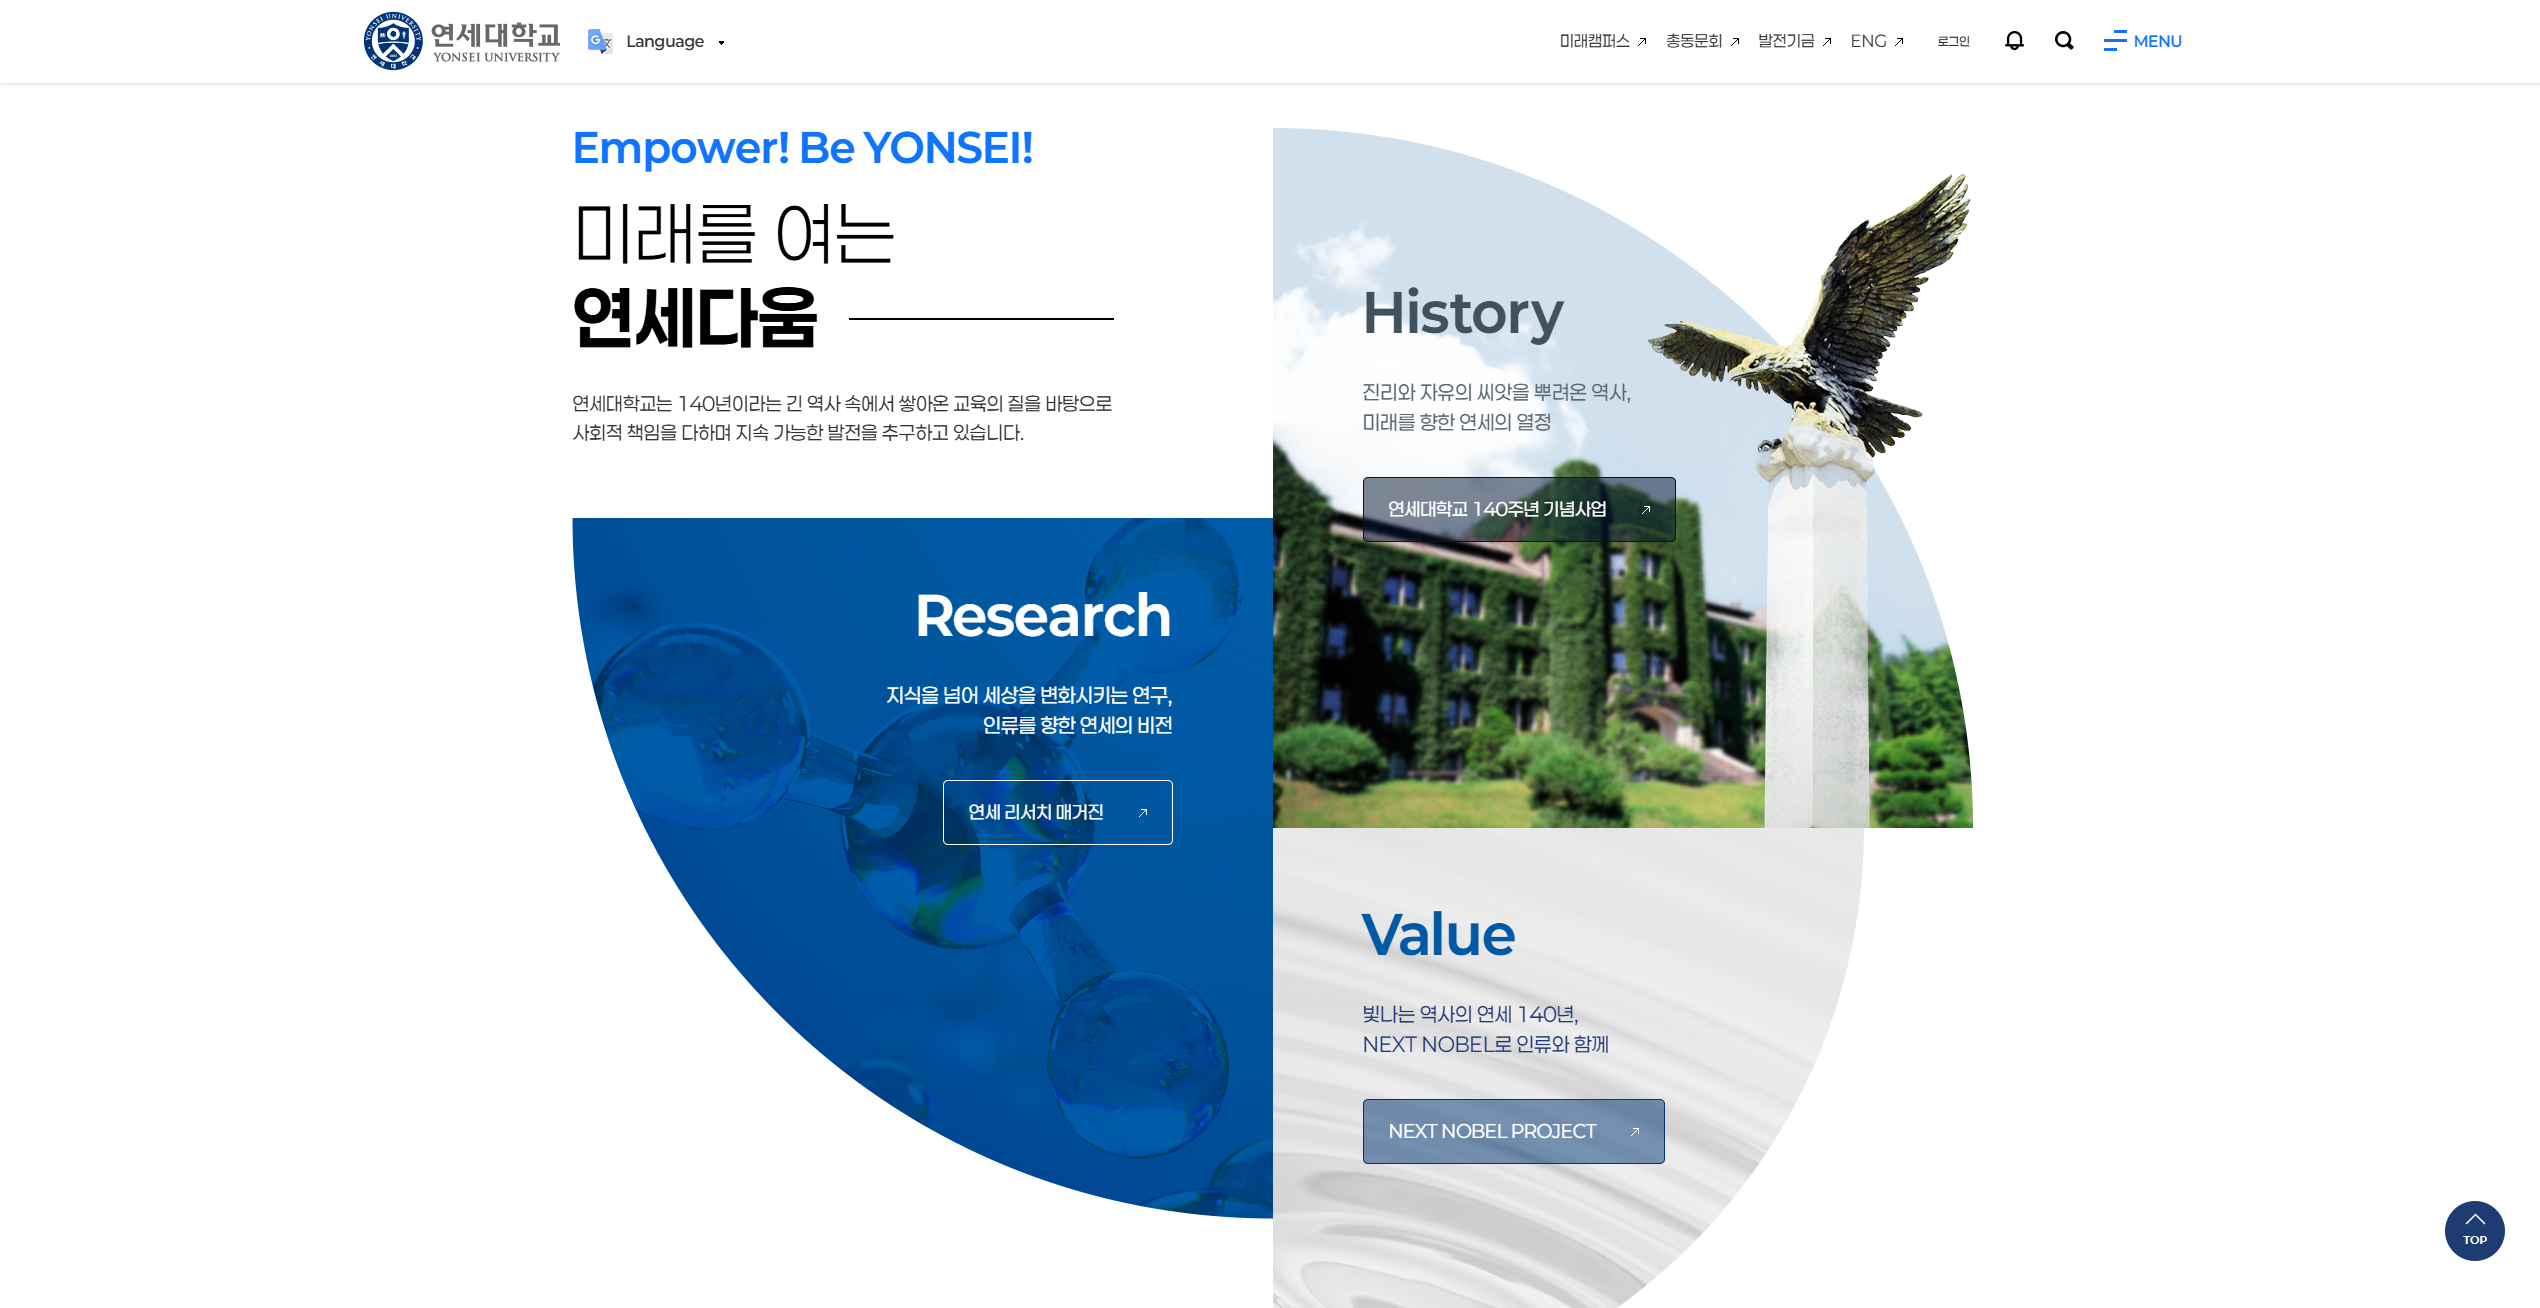 연세대학교
YONSEI UNIVERSITY
Language
미래캠퍼스
총동문회
발전기금
ENG
로그인
MENU
Empower! Be YONSEI!
미래를 여는
연세다움
연세대학교는 140년이라는 긴 역사 속에서 쌓아온 교육의 질을 바탕으로
사회적 책임을 다하며 지속 가능한 발전을 추구하고 있습니다.
History
진리와 자유의 씨앗을 뿌려온 역사,
미래를 향한 연세의 열정
연세대학교 140주년 기념사업
Research
지식을 넘어 세상을 변화시키는 연구,
인류를 향한 연세의 비전
연세 리서치 매거진
Value
빛나는 역사의 연세 140년,
NEXT NOBEL로 인류와 함께
NEXT NOBEL PROJECT
TOP